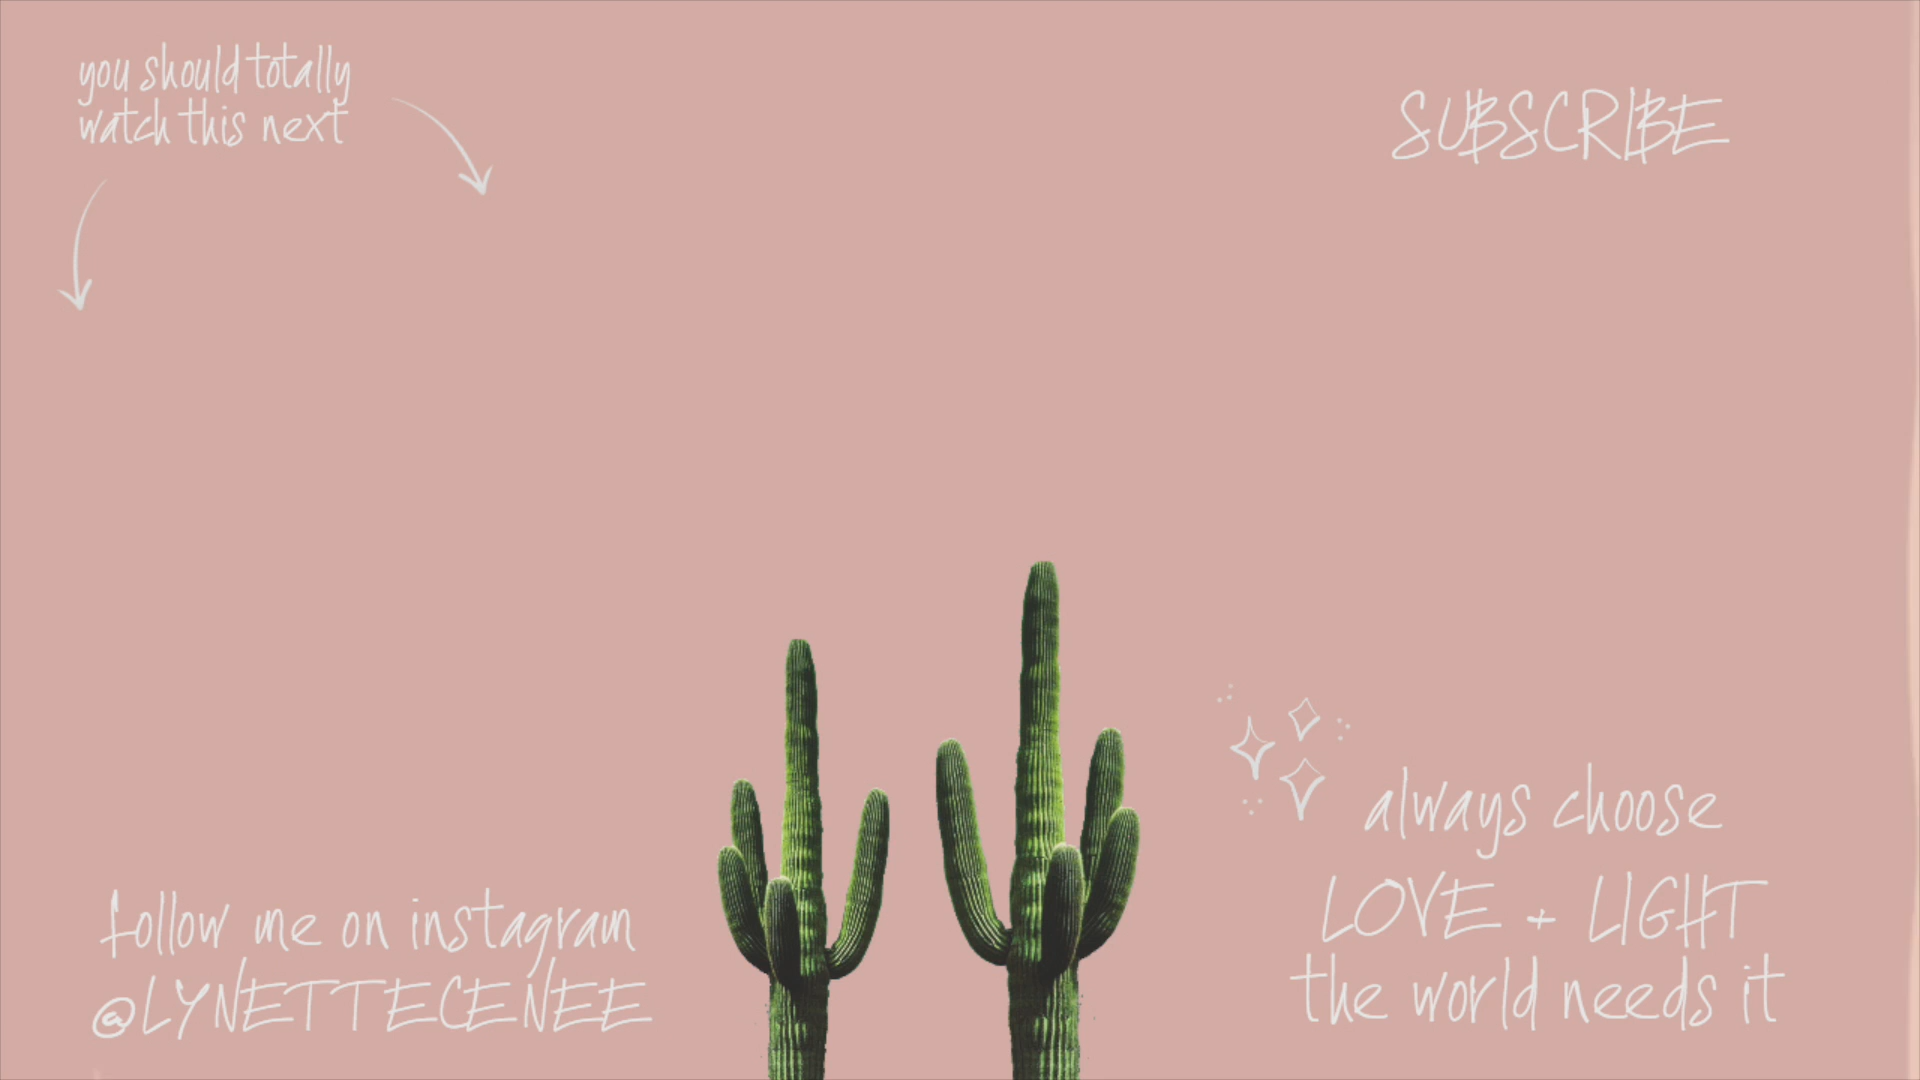 you should totally
watch this next
SUBSCRIBE
always choose
LOVE + LIGHT
the world needs it
follow me on instagram
@LYNETTECENEE